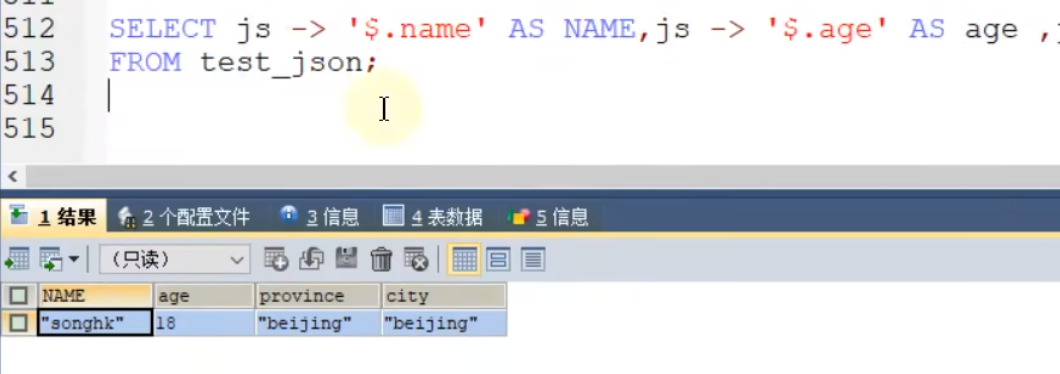 512 SELECT js -> '$.name' AS NAME,js -> '$.age' AS age ,
513 FROM test_json;
514
515
1 结果 2 个配置文件 3 信息 4 表数据 5 信息
(只读)
NAME age province city
"songhk" 18 "beijing" "beijing"